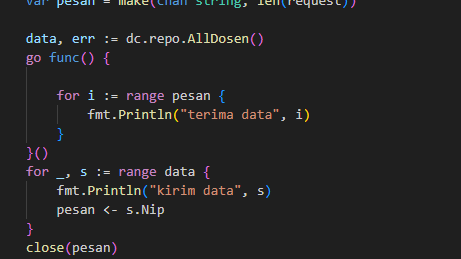 var pesan = make(chan string, len(request))
data, err := dc.repo.AllDosen()
go func() {
for i := range pesan {
fmt.Println("terima data", i)
}
}()
for _, s := range data {
fmt.Println("kirim data", s)
pesan <- s.Nip
}
close(pesan)